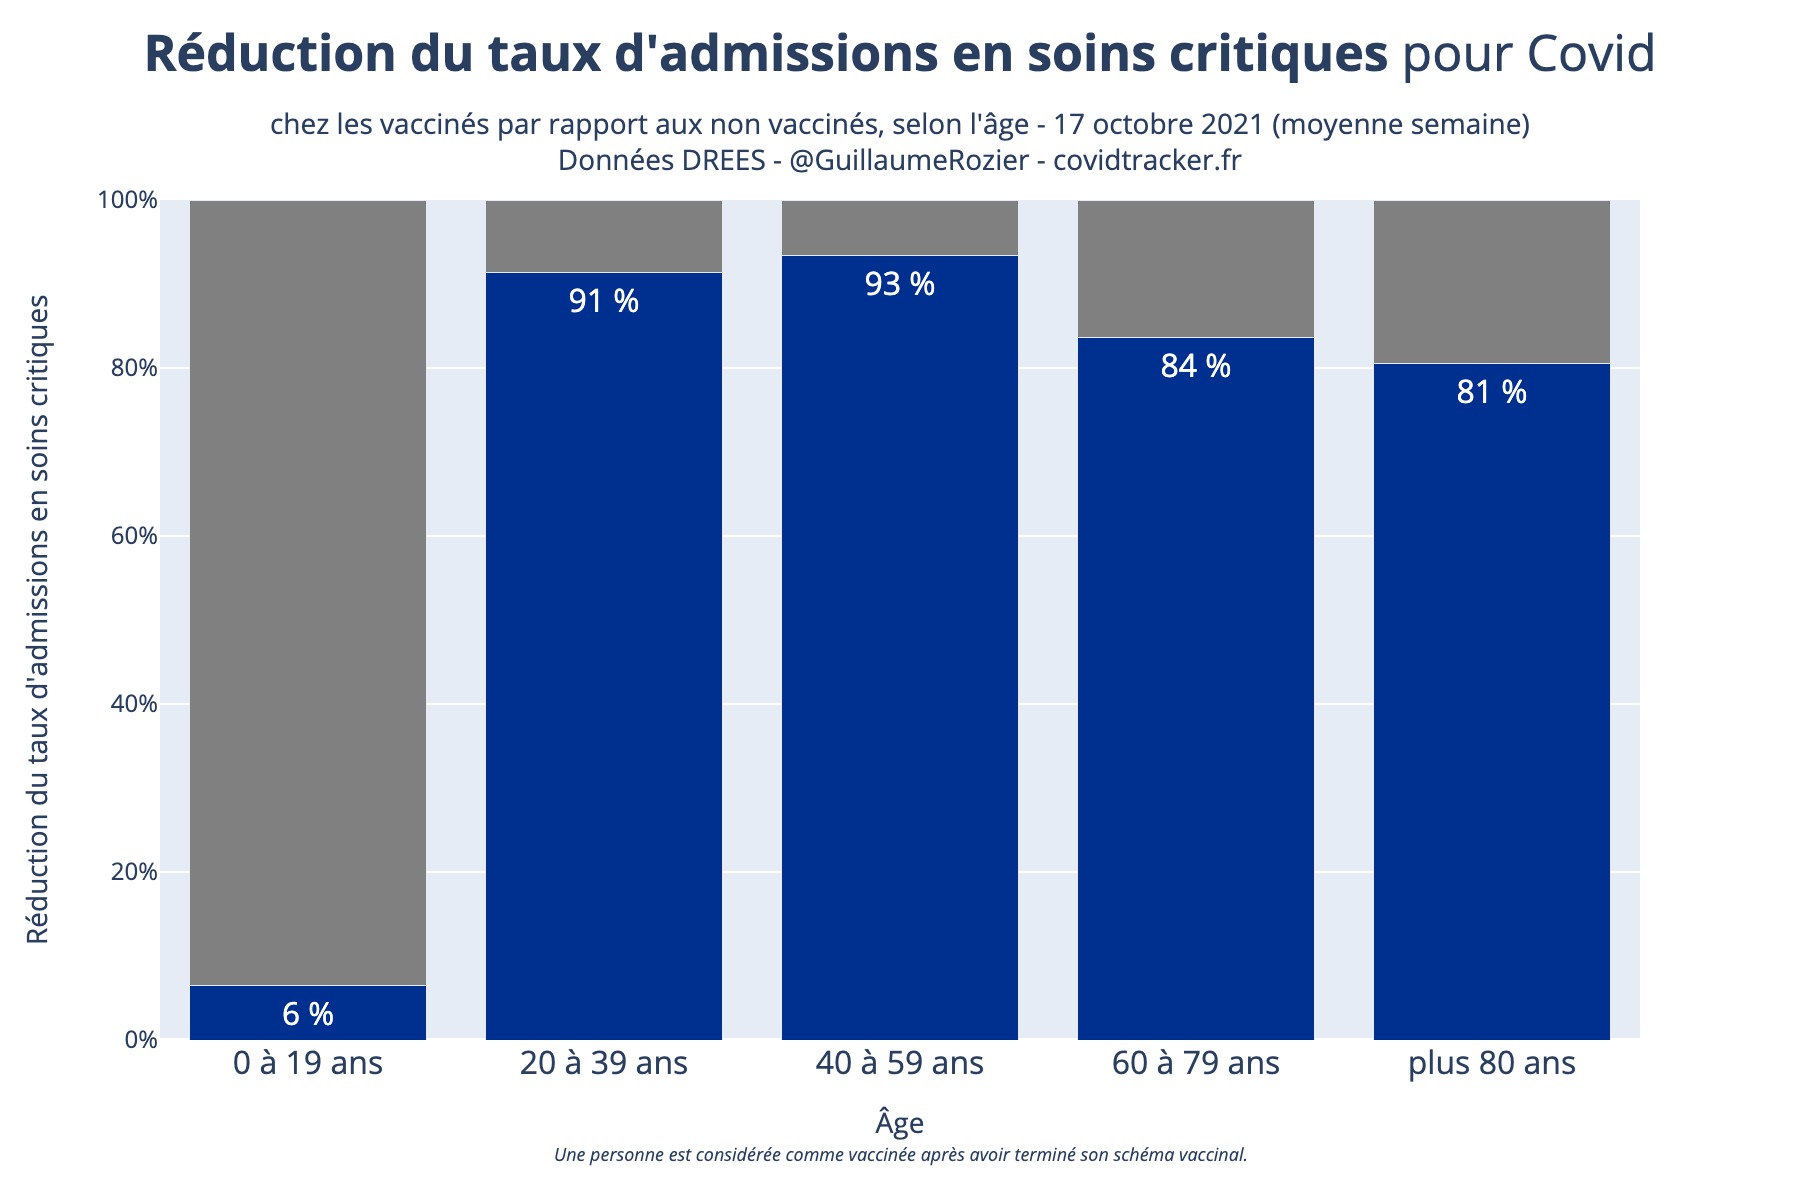 Réduction du taux d'admissions en soins critiques pour Covid
chez les vaccinés par rapport aux non vaccinés, selon l'âge - 17 octobre 2021 (moyenne semaine)
Données DREES - @GuillaumeRozier - covidtracker.fr
Réduction du taux d'admissions en soins critiques
100%
80%
60%
40%
20%
0%
6 %
91 %
93 %
84 %
81 %
0 à 19 ans
20 à 39 ans
40 à 59 ans
60 à 79 ans
plus 80 ans
Âge
Une personne est considérée comme vaccinée après avoir terminé son schéma vaccinal.